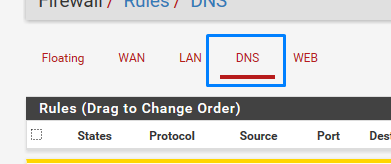 Firewall / Rules / DNS
Floating WAN LAN DNS WEB
Rules (Drag to Change Order)
States Protocol Source Port Dest